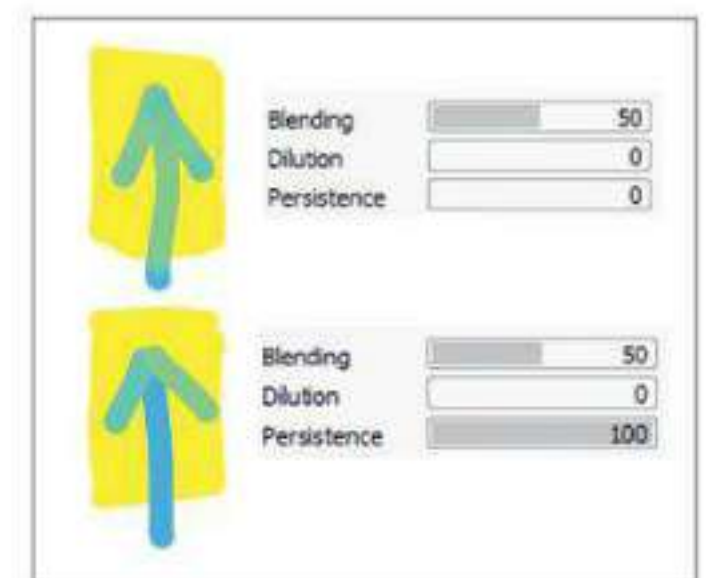 Blending 50
Dilution 0
Persistence 0
Blending 50
Dilution 0
Persistence 100